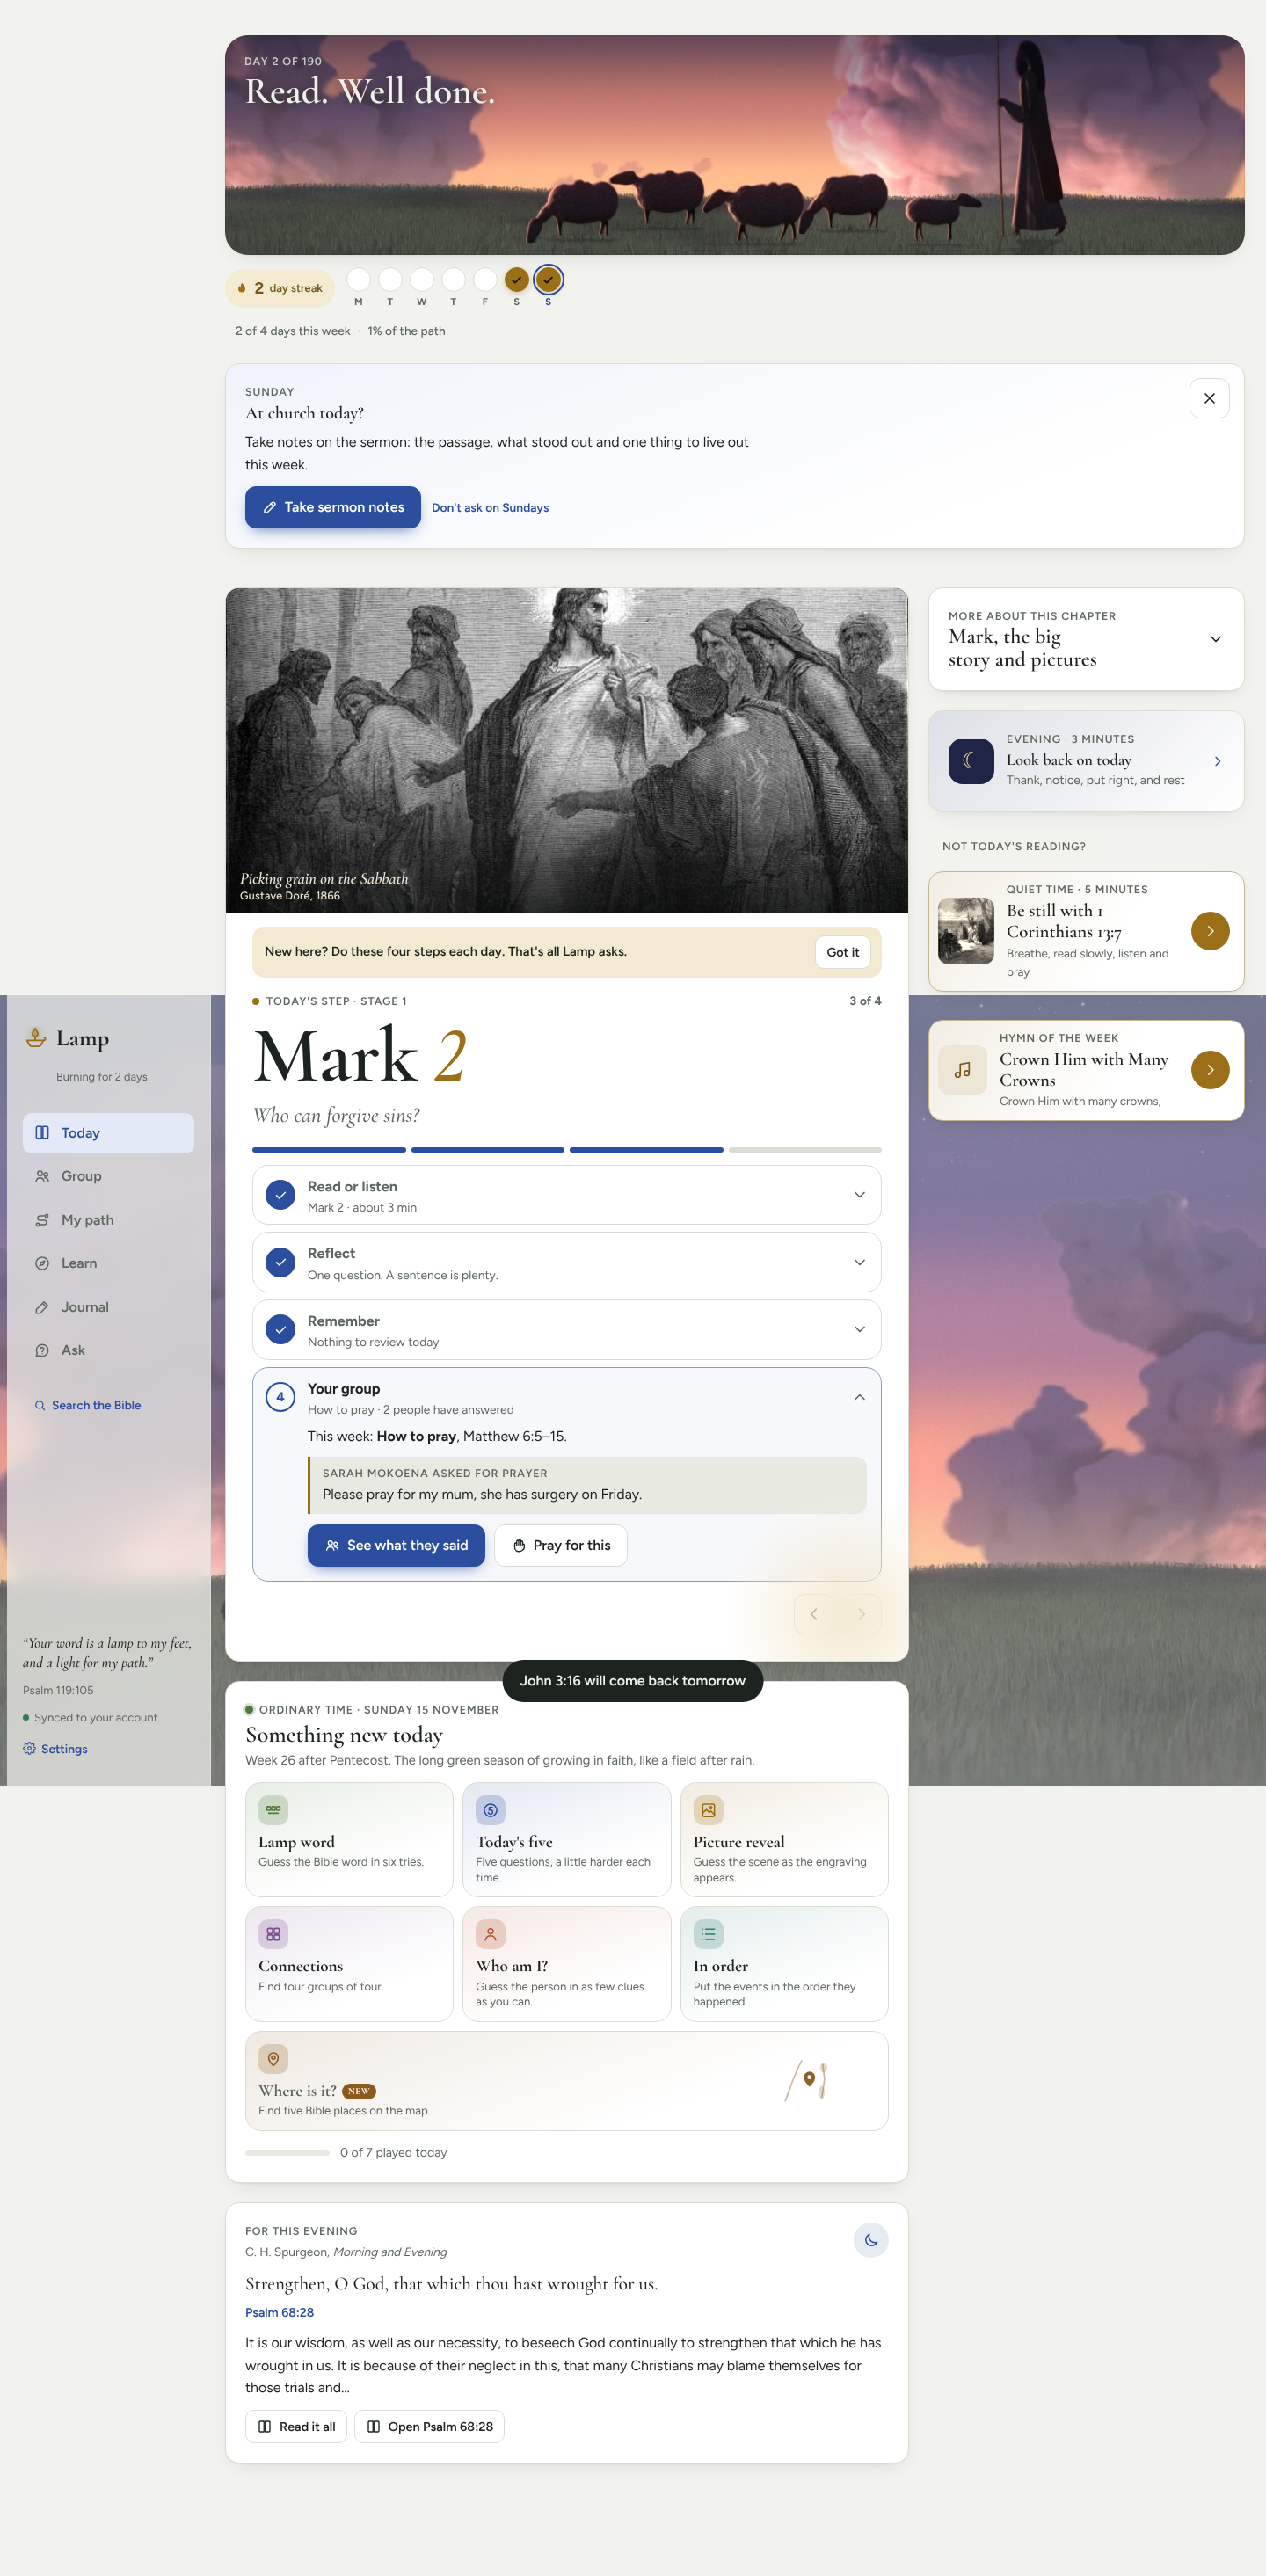 DAY 2 OF 190
Read. Well done.
2 day streak
M T W T F S S
2 of 4 days this week · 1% of the path
SUNDAY
At church today?
Take notes on the sermon: the passage, what stood out and one thing to live out
this week.
Take sermon notes
Don't ask on Sundays
Picking grain on the Sabbath
Gustave Doré, 1866
New here? Do these four steps each day. That's all Lamp asks.
Got it
TODAY'S STEP · STAGE 1
3 of 4
Mark 2
Who can forgive sins?
Read or listen
Mark 2 · about 3 min
Reflect
One question. A sentence is plenty.
Remember
Nothing to review today
4
Your group
How to pray · 2 people have answered
This week: How to pray, Matthew 6:5–15.
SARAH MOKOENA ASKED FOR PRAYER
Please pray for my mum, she has surgery on Friday.
See what they said
Pray for this
MORE ABOUT THIS CHAPTER
Mark, the big
story and pictures
EVENING · 3 MINUTES
Look back on today
Thank, notice, put right, and rest
NOT TODAY'S READING?
QUIET TIME · 5 MINUTES
Be still with 1
Corinthians 13:7
Breathe, read slowly, listen and
pray
HYMN OF THE WEEK
Crown Him with Many
Crowns
Crown Him with many crowns,
Lamp
Burning for 2 days
Today
Group
My path
Learn
Journal
Ask
Search the Bible
“Your word is a lamp to my feet,
and a light for my path.”
Psalm 119:105
Synced to your account
Settings
John 3:16 will come back tomorrow
ORDINARY TIME · SUNDAY 15 NOVEMBER
Something new today
Week 26 after Pentecost. The long green season of growing in faith, like a field after rain.
Lamp word
Guess the Bible word in six tries.
5
Today's five
Five questions, a little harder each
time.
Picture reveal
Guess the scene as the engraving
appears.
Connections
Find four groups of four.
Who am I?
Guess the person in as few clues
as you can.
In order
Put the events in the order they
happened.
Where is it? NEW
Find five Bible places on the map.
0 of 7 played today
FOR THIS EVENING
C. H. Spurgeon, Morning and Evening
Strengthen, O God, that which thou hast wrought for us.
Psalm 68:28
It is our wisdom, as well as our necessity, to beseech God continually to strengthen that which he has
wrought in us. It is because of their neglect in this, that many Christians may blame themselves for
those trials and…
Read it all
Open Psalm 68:28